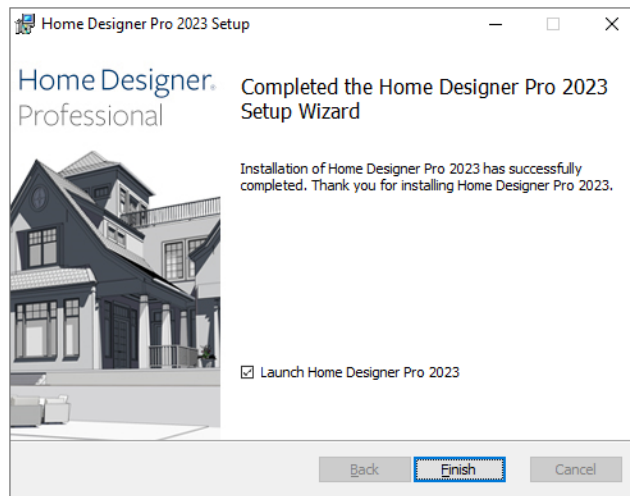 Home Designer Pro 2023 Setup
Home Designer®
Professional
Completed the Home Designer Pro 2023
Setup Wizard
Installation of Home Designer Pro 2023 has successfully
completed. Thank you for installing Home Designer Pro 2023.
Launch Home Designer Pro 2023
Back
Finish
Cancel